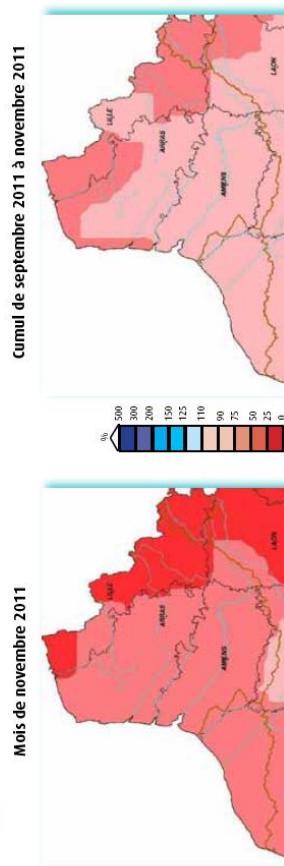 Mois de novembre 2011
LILLE
ARRAS
AMIENS
LAON
%
500
300
200
150
125
110
90
75
50
25
0
Cumul de septembre 2011 à novembre 2011
LILLE
ARRAS
AMIENS
LAON